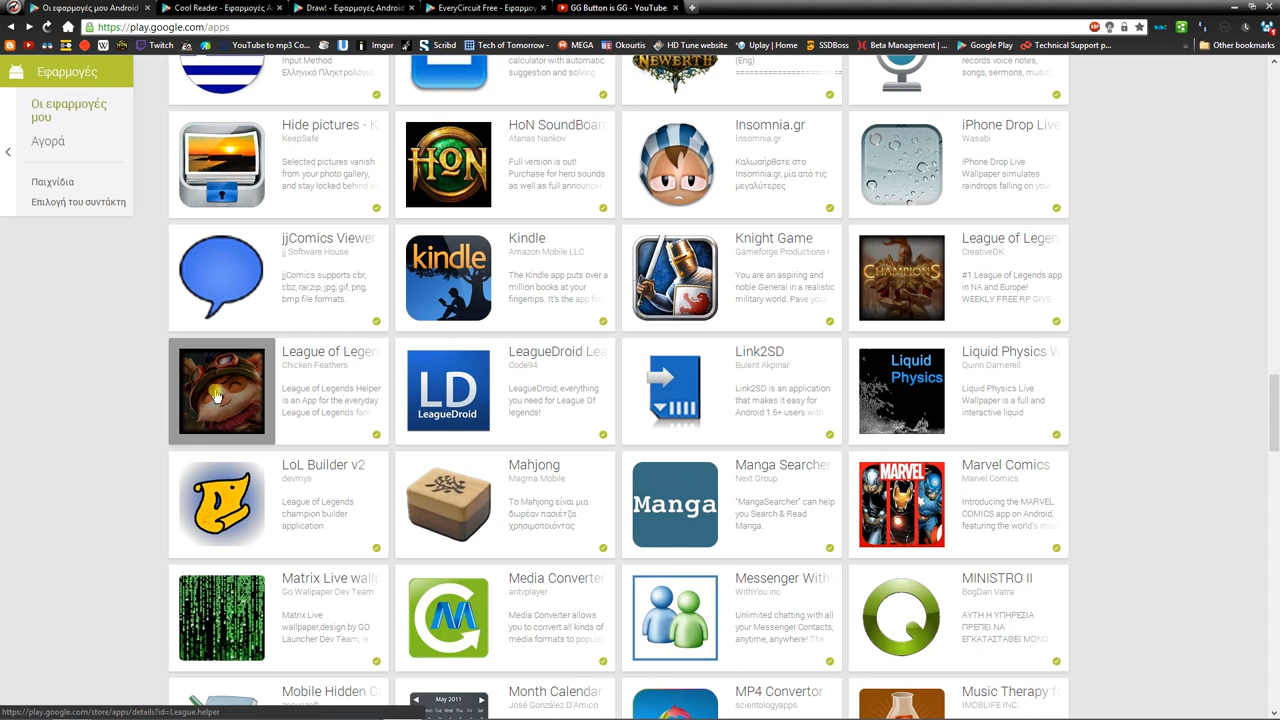 Οι εφαρμογές μου Android
Cool Reader - Εφαρμογές Α
Draw! - Εφαρμογές Android
EveryCircuit Free - Εφαρμογ
GG Button is GG - YouTube
https://play.google.com/apps
Twitch
YouTube to mp3 Co...
Imgur
Scribd
Tech of Tomorrow -
MEGA
Okourtis
HD Tune website
Uplay | Home
SSDBoss
Beta Management |...
Google Play
Technical Support p...
Other bookmarks
Εφαρμογές
Οι εφαρμογές
μου
Αγορά
Παιχνίδια
Επιλογή του συντάκτη
Input Method
Ελληνικό Πληκτρολόγιο
calculator with automatic
suggestion and solving
NEWERTH
(Eng)
==================
records voice notes,
songs, sermons, music,
Hide pictures - K
KeepSafe
Selected pictures vanish
from your photo gallery,
and stay locked behind
HoN
HoN SoundBoar
Atanas Nankov
Full version is out!
Purchase for hero sounds
as well as full announcer
Insomnia.gr
Insomnia.gr
Καλωσήρθατε στο
Insomnia.gr, μία από τις
μεγαλύτερες
iPhone Drop Live
Wasabi
iPhone Drop Live
Wallpaper simulates
raindrops falling on your
jjComics Viewer
jj Software House
jjComics supports cbr,
cbz, rar,zip, jpg, gif, png,
bmp file formats.
kindle
Kindle
Amazon Mobile LLC
The Kindle app puts over a
million books at your
fingertips. It's the app for
Knight Game
Gameforge Productions
You are an aspiring and
noble General in a realistic
military world. Pave your
CHAMPIONS
League of Legen
CreativeDK
#1 League of Legends app
in NA and Europe!
WEEKLY FREE RP GIVE
League of Legen
Chicken Feathers
League of Legends Helper
is an App for the everyday
League of Legends fan!
LD
LeagueDroid
LeagueDroid Lea
Code94
LeagueDroid, everything
you need for League Of
legends!
Link2SD
Bulent Akpinar
Link2SD is an application
that makes it easy for
Android 1.6+ users with
Liquid
Physics
Liquid Physics W
Quinn Damerell
Liquid Physics Live
Wallpaper is a full and
interactive liquid
LoL Builder v2
devmys
League of Legends
champion builder
application
Mahjong
Magma Mobile
Το Mahjong είναι μια
δωρεάν πασιέτζα
χρησιμοποιόντας
Manga
Manga Searcher
Next Group
"MangaSearcher" can help
you Search & Read
Manga.
MARVEL
Marvel Comics
Marvel Comics
Introducing the MARVEL
COMICS app on Android,
featuring the world's most
Matrix Live wallp
Go Wallpaper Dev Team
Matrix Live
wallpaper,design by GO
Launcher Dev Team, is
Media Converter
antvplayer
Media Converter allows
you to convert all kinds of
media formats to popular
Messenger With
WithYou inc
Unlimited chatting with all
your Messenger Contacts,
anytime, anywhere! The
MINISTRO II
BogDan Vatra
ΑΥΤΗ Η ΥΠΗΡΕΣΙΑ
ΠΡΕΠΕΙ ΝΑ
ΕΓΚΑΤΑΣΤΑΘΕΙ ΜΟΝΟ
Mobile Hidden C
May 2011
Sun Mon Tue Wed Thu Fri Sat
Month Calendar
José González D'Amico
MP4 Convertor
scienologyapps
Music Therapy fo
IMOBLIFE INC.
https://play.google.com/store/apps/details?id=League.helper